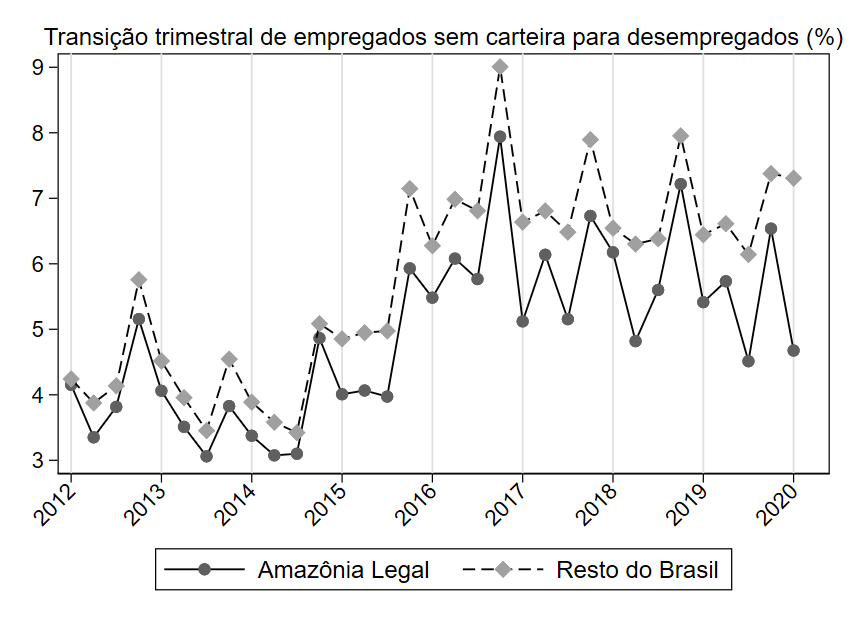 Transição trimestral de empregados sem carteira para desempregados (%)
9
8
7
6
5
4
3
2012 2013 2014 2015 2016 2017 2018 2019 2020
Amazônia Legal Resto do Brasil